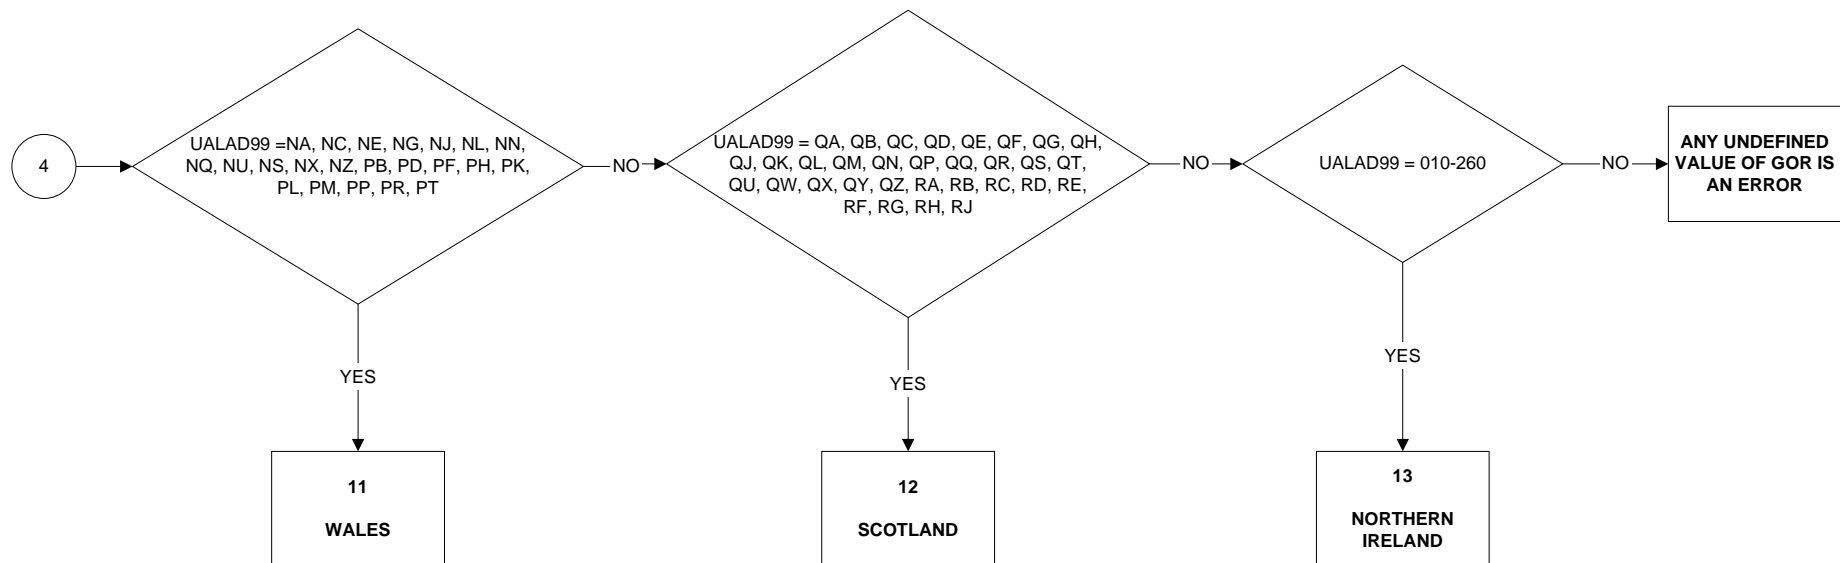 4
UALAD99 =NA, NC, NE, NG, NJ, NL, NN,
NQ, NU, NS, NX, NZ, PB, PD, PF, PH, PK,
PL, PM, PP, PR, PT
NO
UALAD99 = QA, QB, QC, QD, QE, QF, QG, QH,
QJ, QK, QL, QM, QN, QP, QQ, QR, QS, QT,
QU, QW, QX, QY, QZ, RA, RB, RC, RD, RE,
RF, RG, RH, RJ
NO
UALAD99 = 010-260
NO
ANY UNDEFINED
VALUE OF GOR IS
AN ERROR
YES
YES
YES
11
WALES
12
SCOTLAND
13
NORTHERN
IRELAND